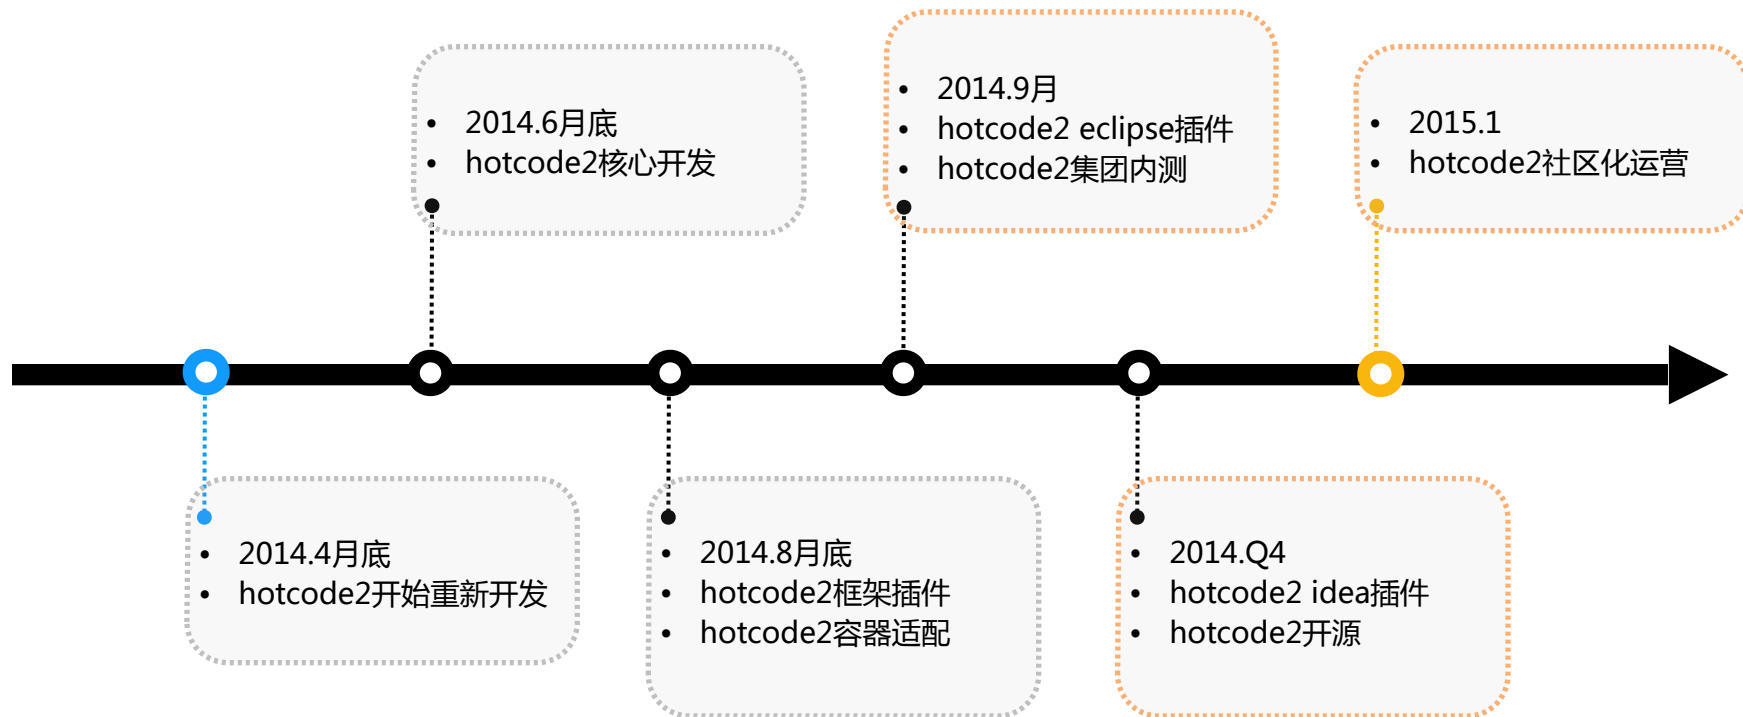 2014.6月底
hotcode2核心开发
2014.9月
hotcode2 eclipse插件
hotcode2集团内测
2015.1
hotcode2社区化运营
2014.4月底
hotcode2开始重新开发
2014.8月底
hotcode2框架插件
hotcode2容器适配
2014.Q4
hotcode2 idea插件
hotcode2开源